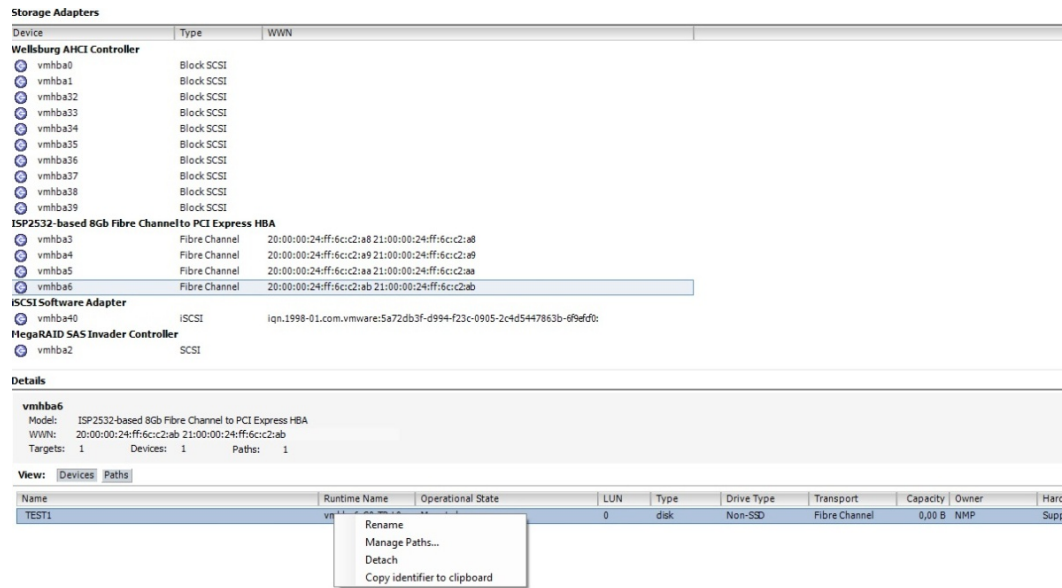 Storage Adapters
Device Type WWN
Wellsburg AHCI Controller
vmhba0 Block SCSI
vmhba1 Block SCSI
vmhba32 Block SCSI
vmhba33 Block SCSI
vmhba34 Block SCSI
vmhba35 Block SCSI
vmhba36 Block SCSI
vmhba37 Block SCSI
vmhba38 Block SCSI
vmhba39 Block SCSI
ISP2532-based 8Gb Fibre Channel to PCI Express HBA
vmhba3 Fibre Channel 20:00:00:24:ff:6c:c2:a8 21:00:00:24:ff:6c:c2:a8
vmhba4 Fibre Channel 20:00:00:24:ff:6c:c2:a9 21:00:00:24:ff:6c:c2:a9
vmhba5 Fibre Channel 20:00:00:24:ff:6c:c2:aa 21:00:00:24:ff:6c:c2:aa
vmhba6 Fibre Channel 20:00:00:24:ff:6c:c2:ab 21:00:00:24:ff:6c:c2:ab
iSCSI Software Adapter
vmhba40 iSCSI iqn.1998-01.com.vmware:5a72db3f-d994-f23c-0905-2c4d5447863b-6f9efdf0:
MegaRAID SAS Invader Controller
vmhba2 SCSI
Details
vmhba6
Model: ISP2532-based 8Gb Fibre Channel to PCI Express HBA
WWN: 20:00:00:24:ff:6c:c2:ab 21:00:00:24:ff:6c:c2:ab
Targets: 1 Devices: 1 Paths: 1
View: Devices Paths
Name Runtime Name Operational State LUN Type Drive Type Transport Capacity Owner Hard
TEST1 0 disk Non-SSD Fibre Channel 0,00 B NMP Supp
Rename
Manage Paths...
Detach
Copy identifier to clipboard